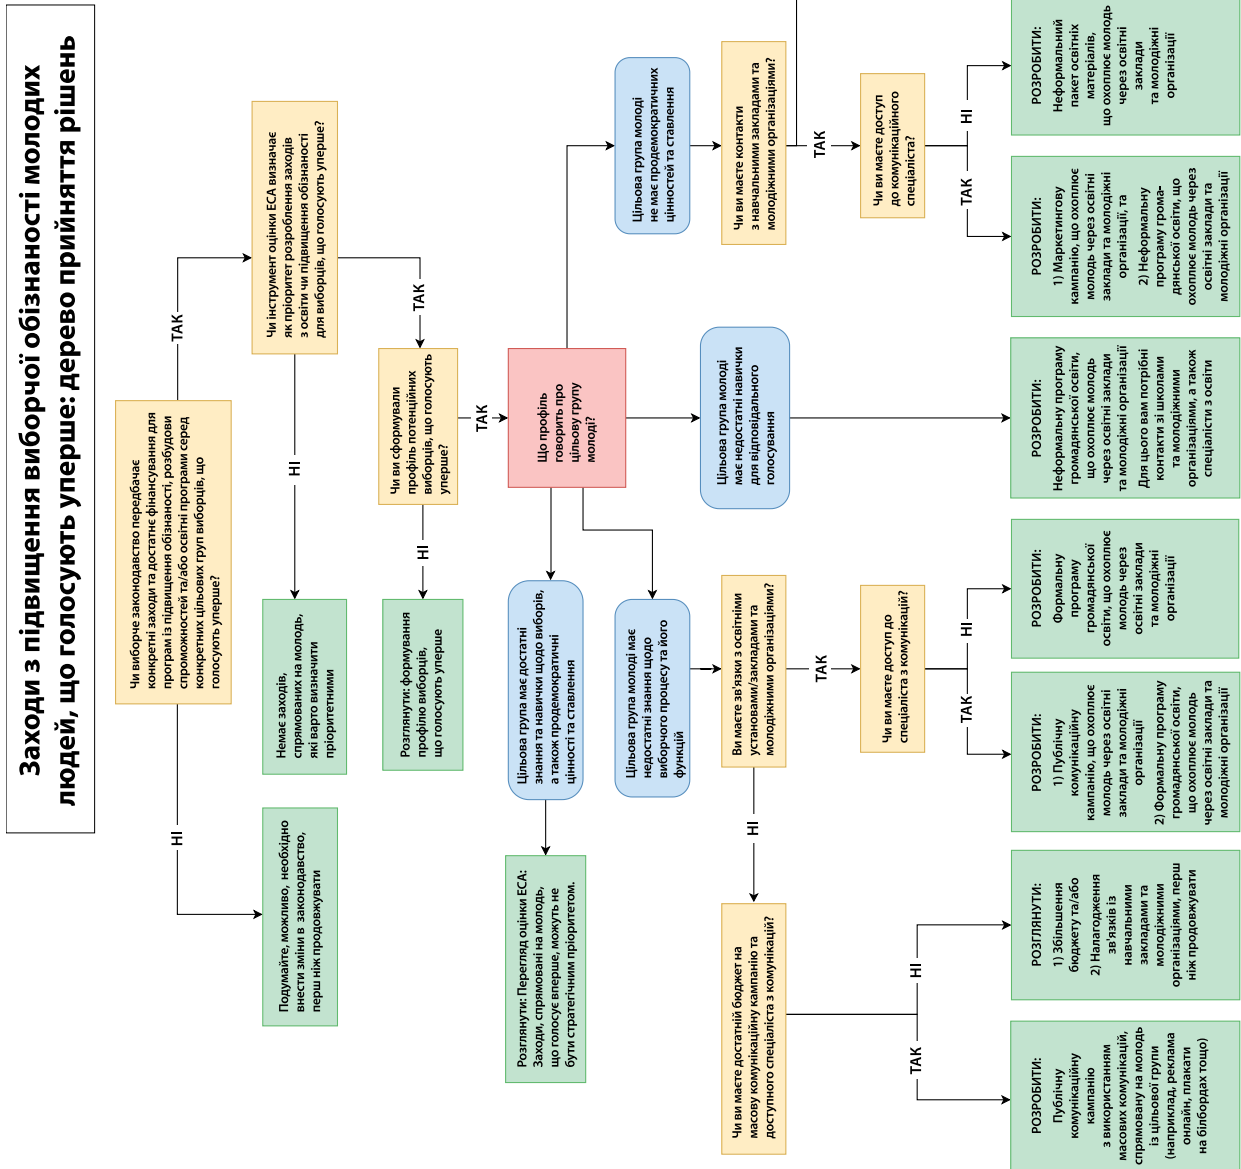 Заходи з підвищення виборчої обізнаності молодих
людей, що голосують уперше: дерево прийняття рішень
Чи виборче законодавство передбачає
конкретні заходи та достатнє фінансування для
програм із підвищення обізнаності, розбудови
спроможностей та/або освітні програми серед
конкретних цільових груп виборців, що
голосують уперше?
НІ
ТАК
Подумайте, можливо, необхідно
внести зміни в законодавство,
перш ніж продовжувати
Чи інструмент оцінки ЕСА визначає
як пріоритет розроблення заходів
з освіти чи підвищення обізнаності
для виборців, що голосують уперше?
НІ
ТАК
Немає заходів,
спрямованих на молодь,
які варто визначити
пріоритетними
Чи ви сформували
профіль потенційних
виборців, що голосують
уперше?
НІ
ТАК
Розглянути: формування
профілю виборців,
що голосують уперше
Що профіль
говорить про
цільову групу
молоді?
Цільова група має достатні
знання та навички щодо виборів,
а також продемократичні
цінності та ставлення
Розглянути: Перегляд оцінки ЕСА:
Заходи, спрямовані на молодь,
що голосує вперше, можуть не
бути стратегічним пріоритетом.
Цільова група молоді має
недостатні знання щодо
виборчого процесу та його
функцій
Цільова група молоді
має недостатні навички
для відповідального
голосування
Цільова група молоді
не має продемократичних
цінностей та ставлення
Ви маєте зв'язки з освітніми
установами/закладами та
молодіжними організаціями?
НІ
ТАК
Чи ви маєте контакти
з навчальними закладами та
молодіжними організаціями?
ТАК
Чи ви маєте достатній бюджет на
масову комунікаційну кампанію та
доступного спеціаліста з комунікацій?
ТАК
НІ
Чи ви маєте доступ до
спеціаліста з комунікацій?
ТАК
НІ
Чи ви маєте доступ
до комунікаційного
спеціаліста?
ТАК
НІ
РОЗРОБИТИ:
Публічну
комунікаційну
кампанію
з використанням
масових комунікацій,
спрямовану на молодь
із цільової групи
(наприклад, реклама
онлайн, плакати
на білбордах тощо)
РОЗГЛЯНУТИ:
1) Збільшення
бюджету та/або
2) Налагодження
зв'язків із
навчальними
закладами та
молодіжними
організаціями, перш
ніж продовжувати
РОЗРОБИТИ:
1) Публічну
комунікаційну
кампанію, що охоплює
молодь через освітні
заклади та молодіжні
організації
2) Формальну програму
громадянської освіти,
що охоплює молодь
через освітні заклади та
молодіжні організації
РОЗРОБИТИ:
Формальну
програму
громадянської
освіти, що охоплює
молодь через
освітні заклади
та молодіжні
організації
РОЗРОБИТИ:
Неформальну програму
громадянської освіти,
що охоплює молодь
через освітні заклади
та молодіжні організації
Для цього вам потрібні
контакти зі школами
та молодіжними
організаціями, а також
спеціалісти з освіти
РОЗРОБИТИ:
1) Маркетингову
кампанію, що охоплює
молодь через освітні
заклади та молодіжні
організації, та
2) Неформальну
програму грома-
дянської освіти, що
охоплює молодь через
освітні заклади та
молодіжні організації
РОЗРОБИТИ:
Неформальний
пакет освітніх
матеріалів,
що охоплює молодь
через освітні
заклади
та молодіжні
організації